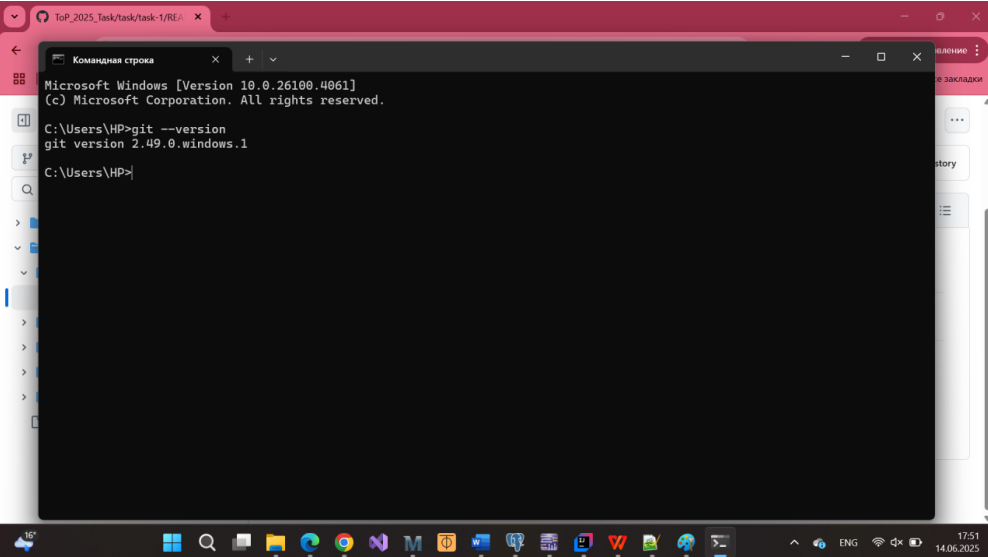 ToP_2025_Task/task/task-1/REA
Командная строка
Microsoft Windows [Version 10.0.26100.4061]
(c) Microsoft Corporation. All rights reserved.
C:\Users\HP>git --version
git version 2.49.0.windows.1
C:\Users\HP>
вление
е закладки
story
16°
ENG
17:51
14.06.2025